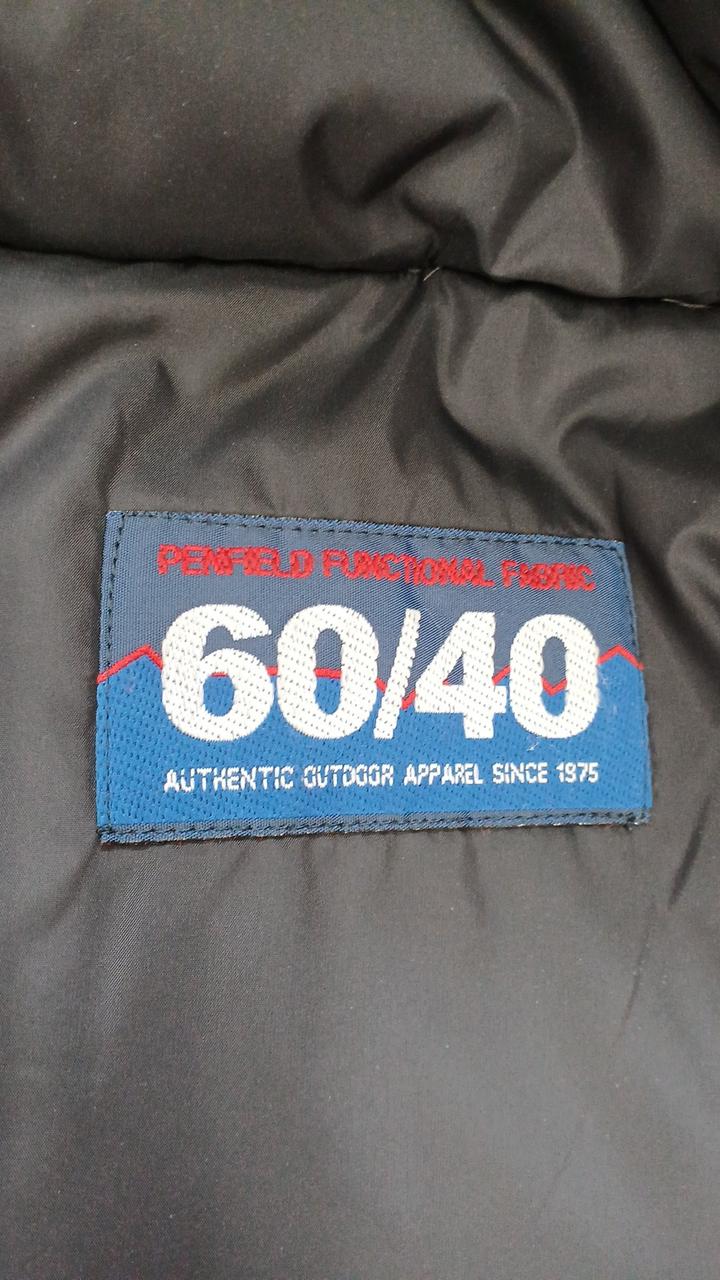 PENFIELD FUNCTIONAL FABRIC
60/40
AUTHENTIC OUTDOOR APPAREL SINCE 1975